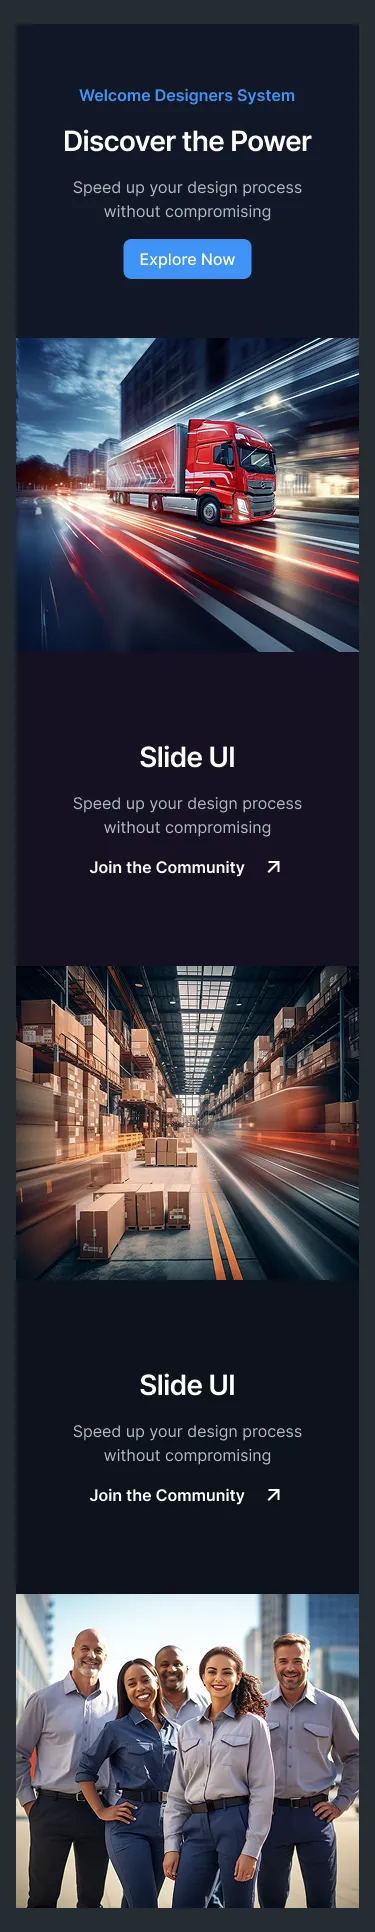 Welcome Designers System
Discover the Power
Speed up your design process
without compromising
Explore Now
Slide UI
Speed up your design process
without compromising
Join the Community
Slide UI
Speed up your design process
without compromising
Join the Community